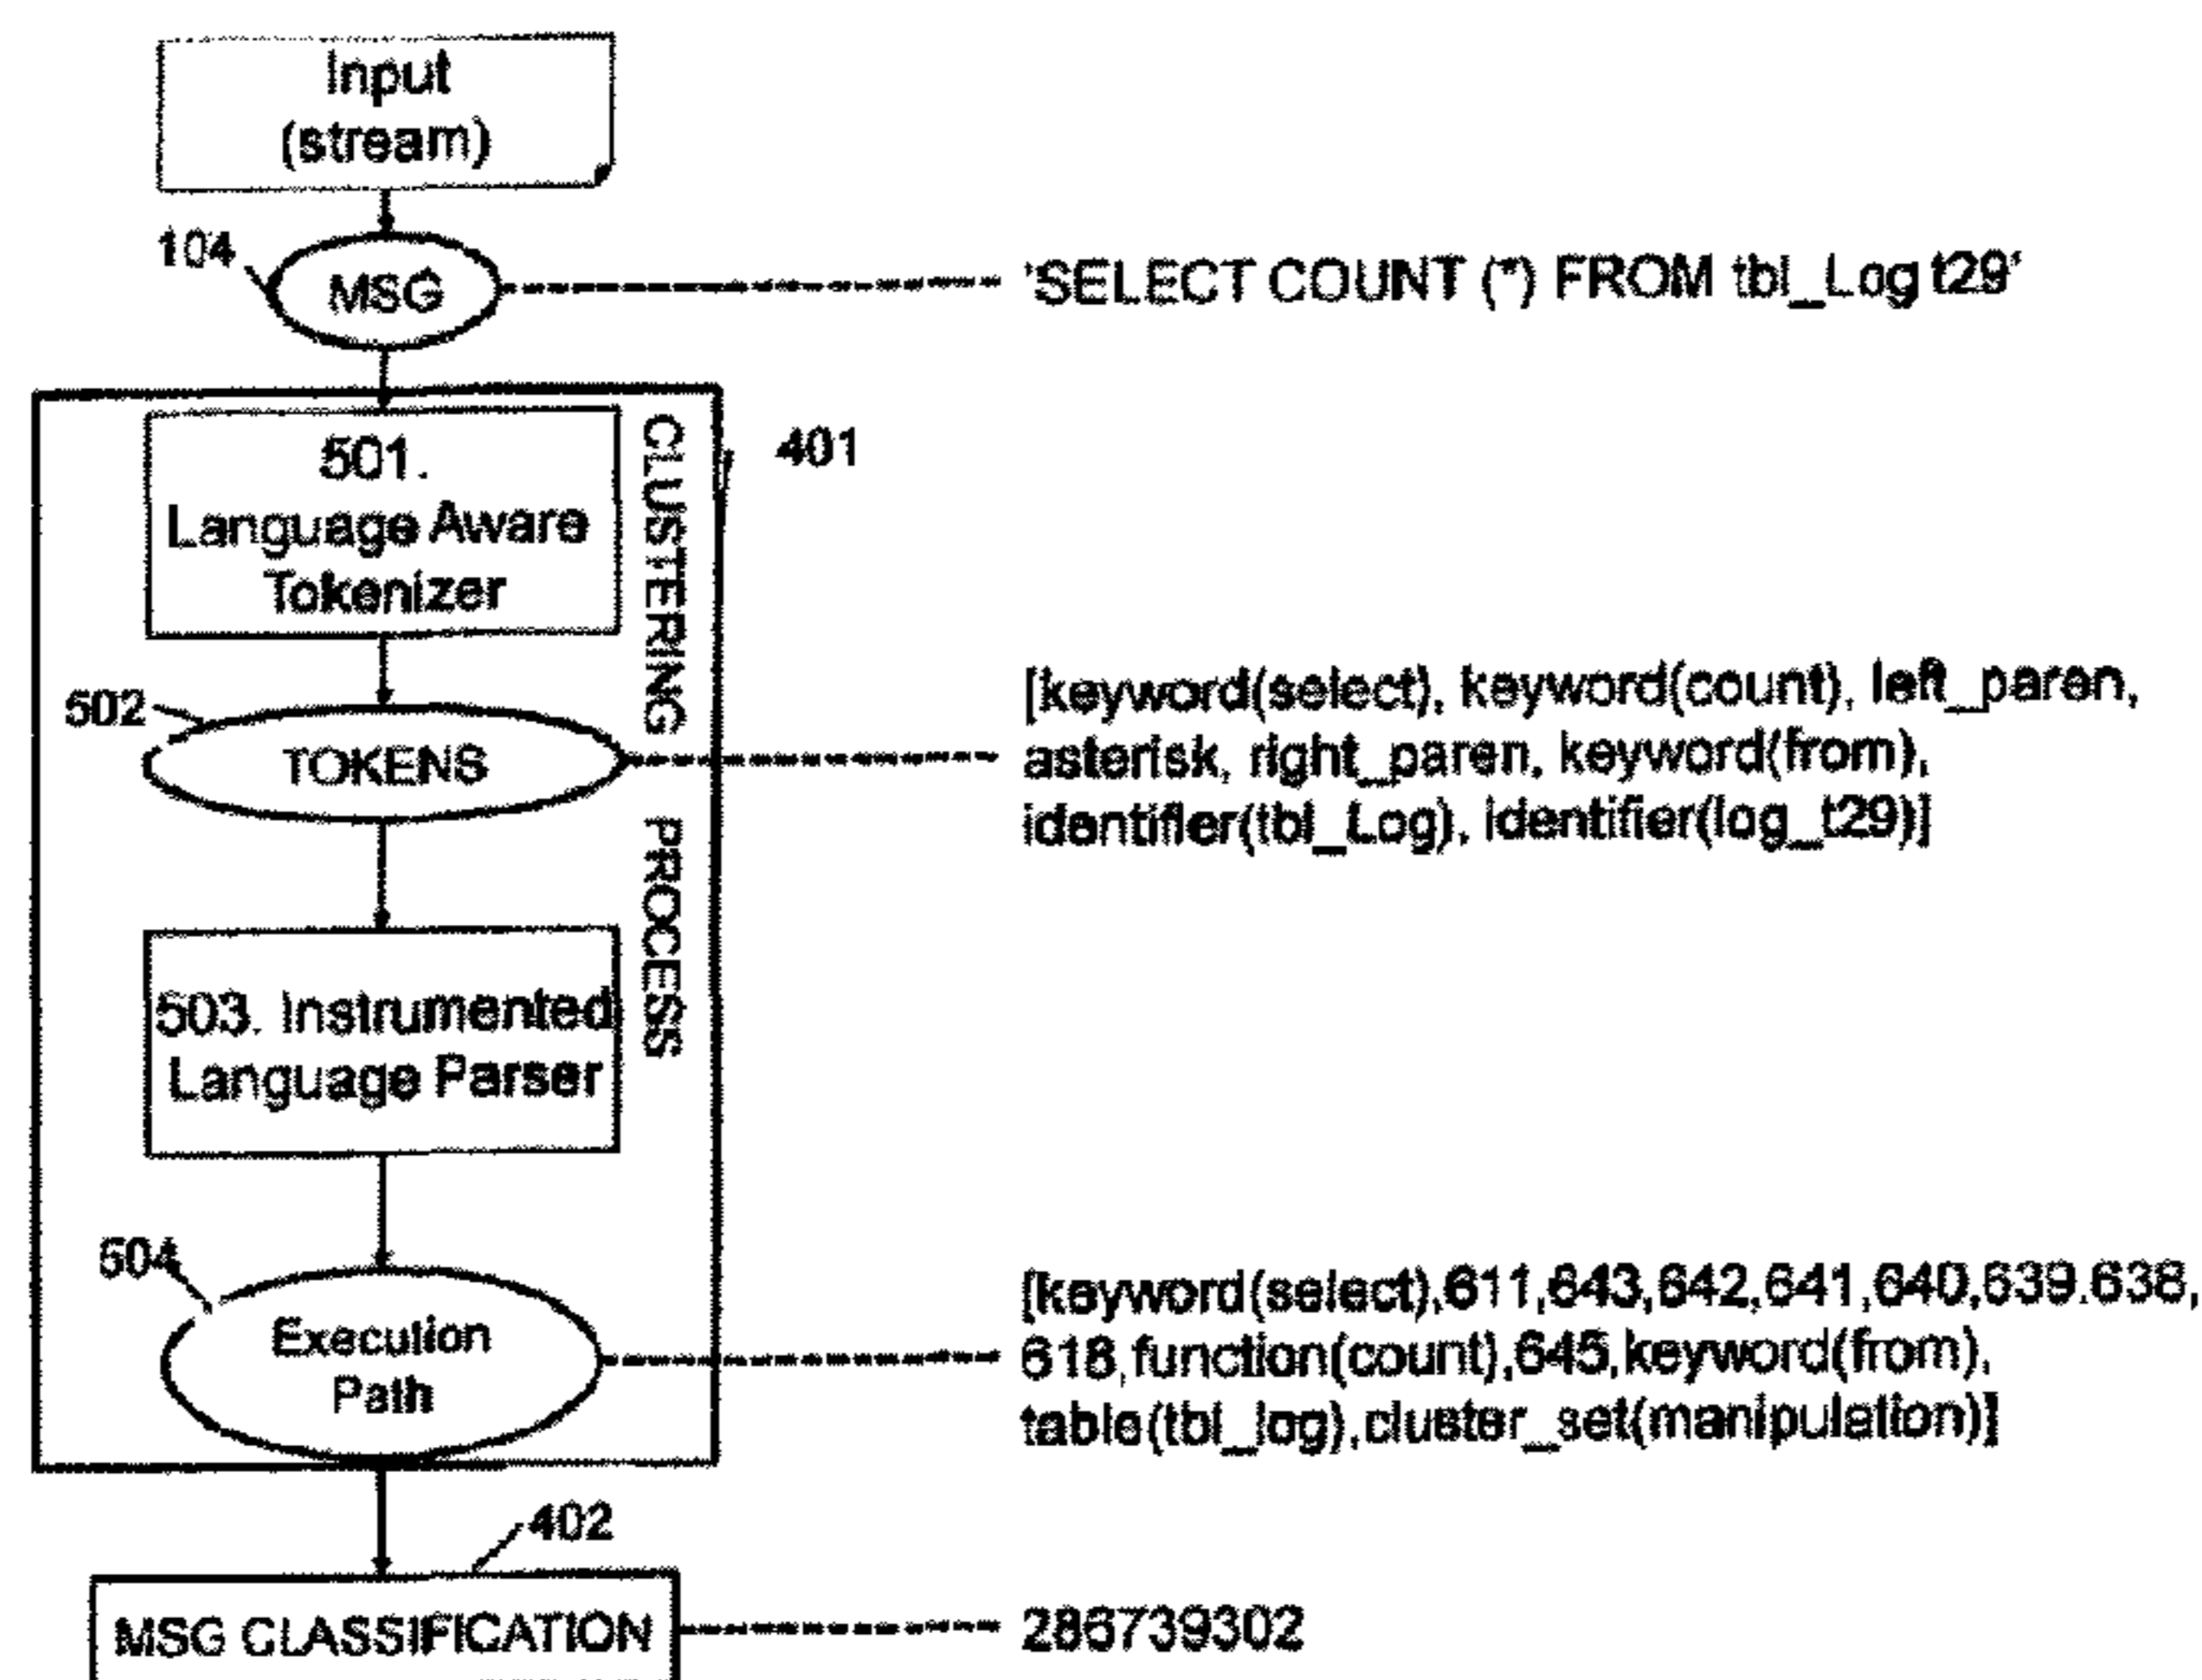 Input
(stream)
104
MSG
'SELECT COUNT (*) FROM tbl_Log t29'
501.
Language Aware
Tokenizer
CLUSTERING PROCESS
401
502
TOKENS
[keyword(select), keyword(count), left_paren,
asterisk, right_paren, keyword(from),
identifier(tbl_Log), identifier(log_t29)]
503. Instrumented
Language Parser
504
Execution
Path
[keyword(select),611,643,642,641,640,639.638,
618,function(count),645,keyword(from),
table(tbl_log),cluster_set(manipulation)]
402
MSG CLASSIFICATION
286739302